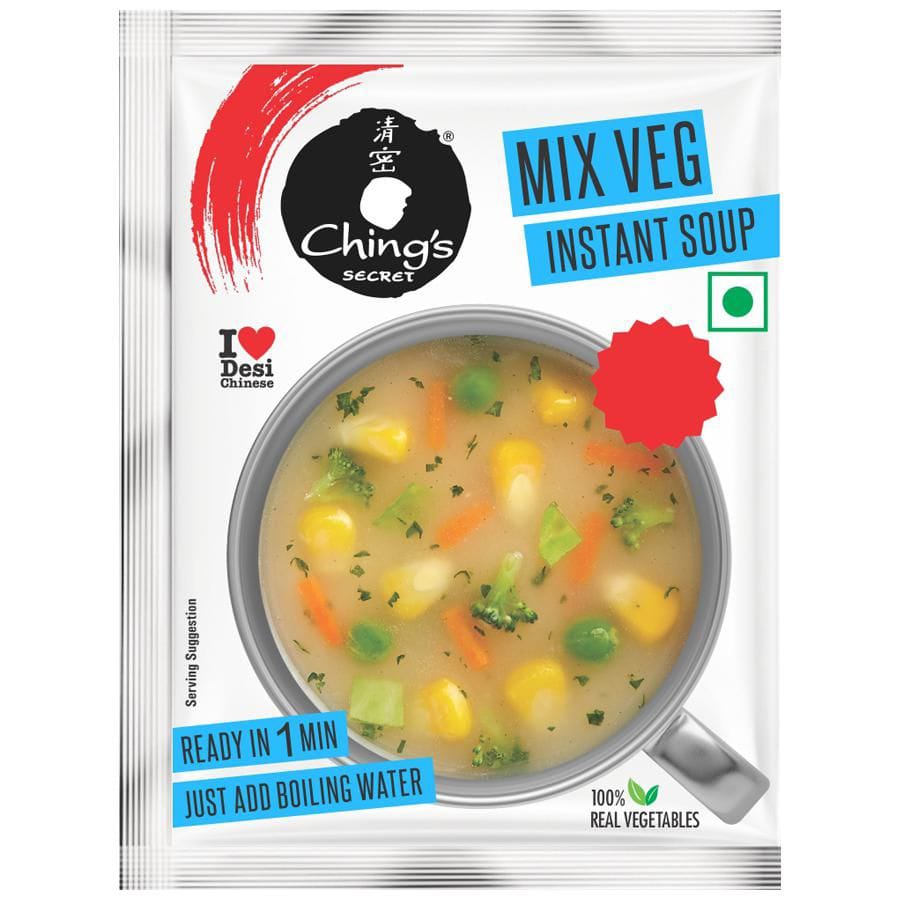 清
密
®
Ching's
SECRET
MIX VEG
INSTANT SOUP
I
Desi
Chinese
Serving Suggestion
READY IN 1 MIN
JUST ADD BOILING WATER
100%
REAL VEGETABLES